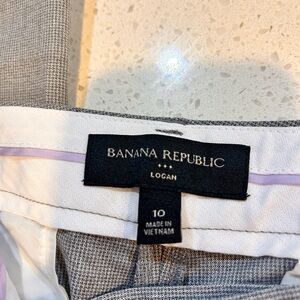 BANANA REPUBLIC
LOGAN
10
MADE IN
VIETNAM